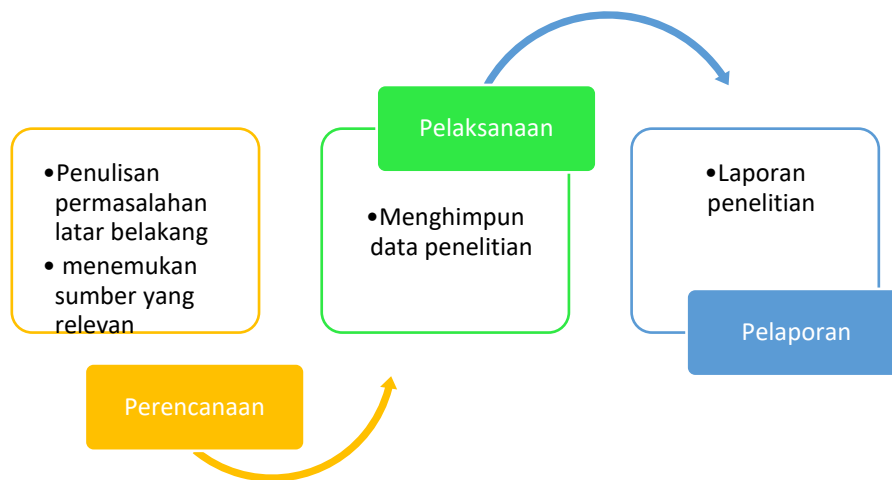 •Penulisan
permasalahan
latar belakang
• menemukan
sumber yang
relevan
Perencanaan
Pelaksanaan
•Menghimpun
data penelitian
•Laporan
penelitian
Pelaporan